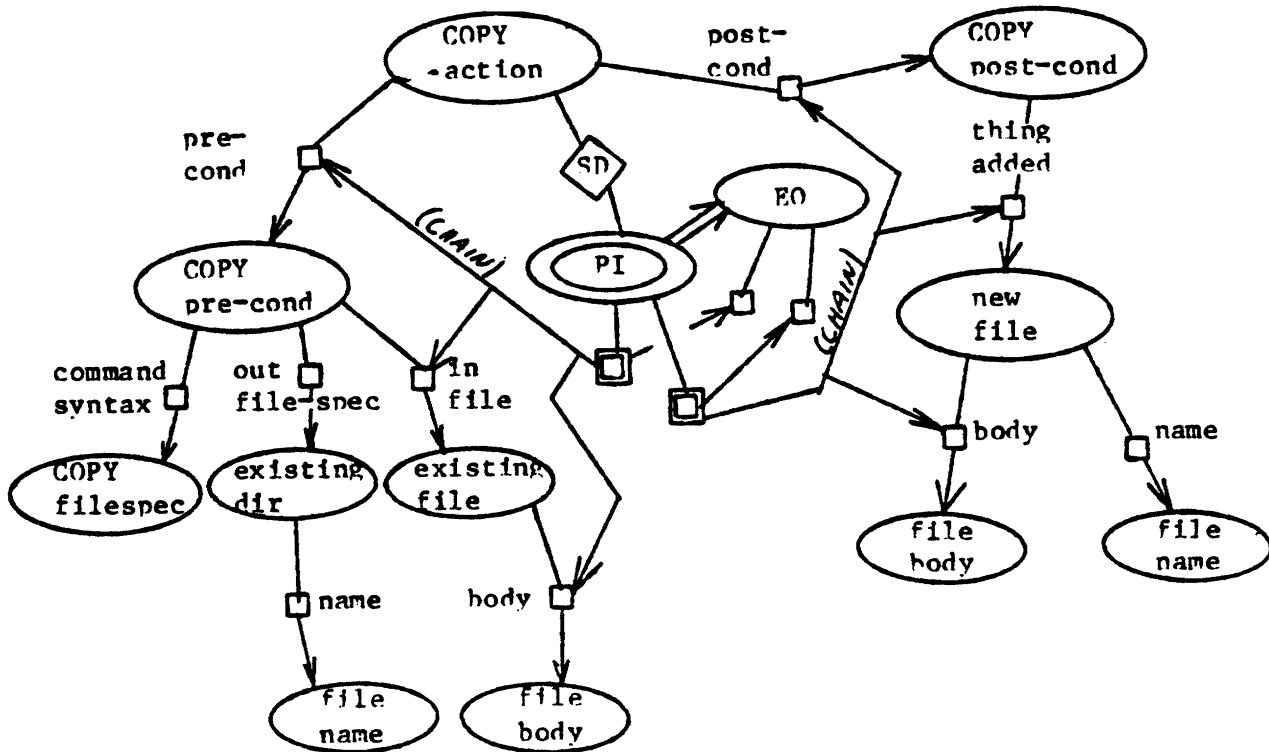 COPY
-action
post-
cond
COPY
post-cond
pre-
cond
SD
thing
added
EO
(CHAIN)
PI
COPY
pre-cond
(CHAIN)
new
file
command
syntax
out
file-spec
in
file
body
name
COPY
filespec
existing
dir
existing
file
file
body
file
name
name
body
file
name
file
body